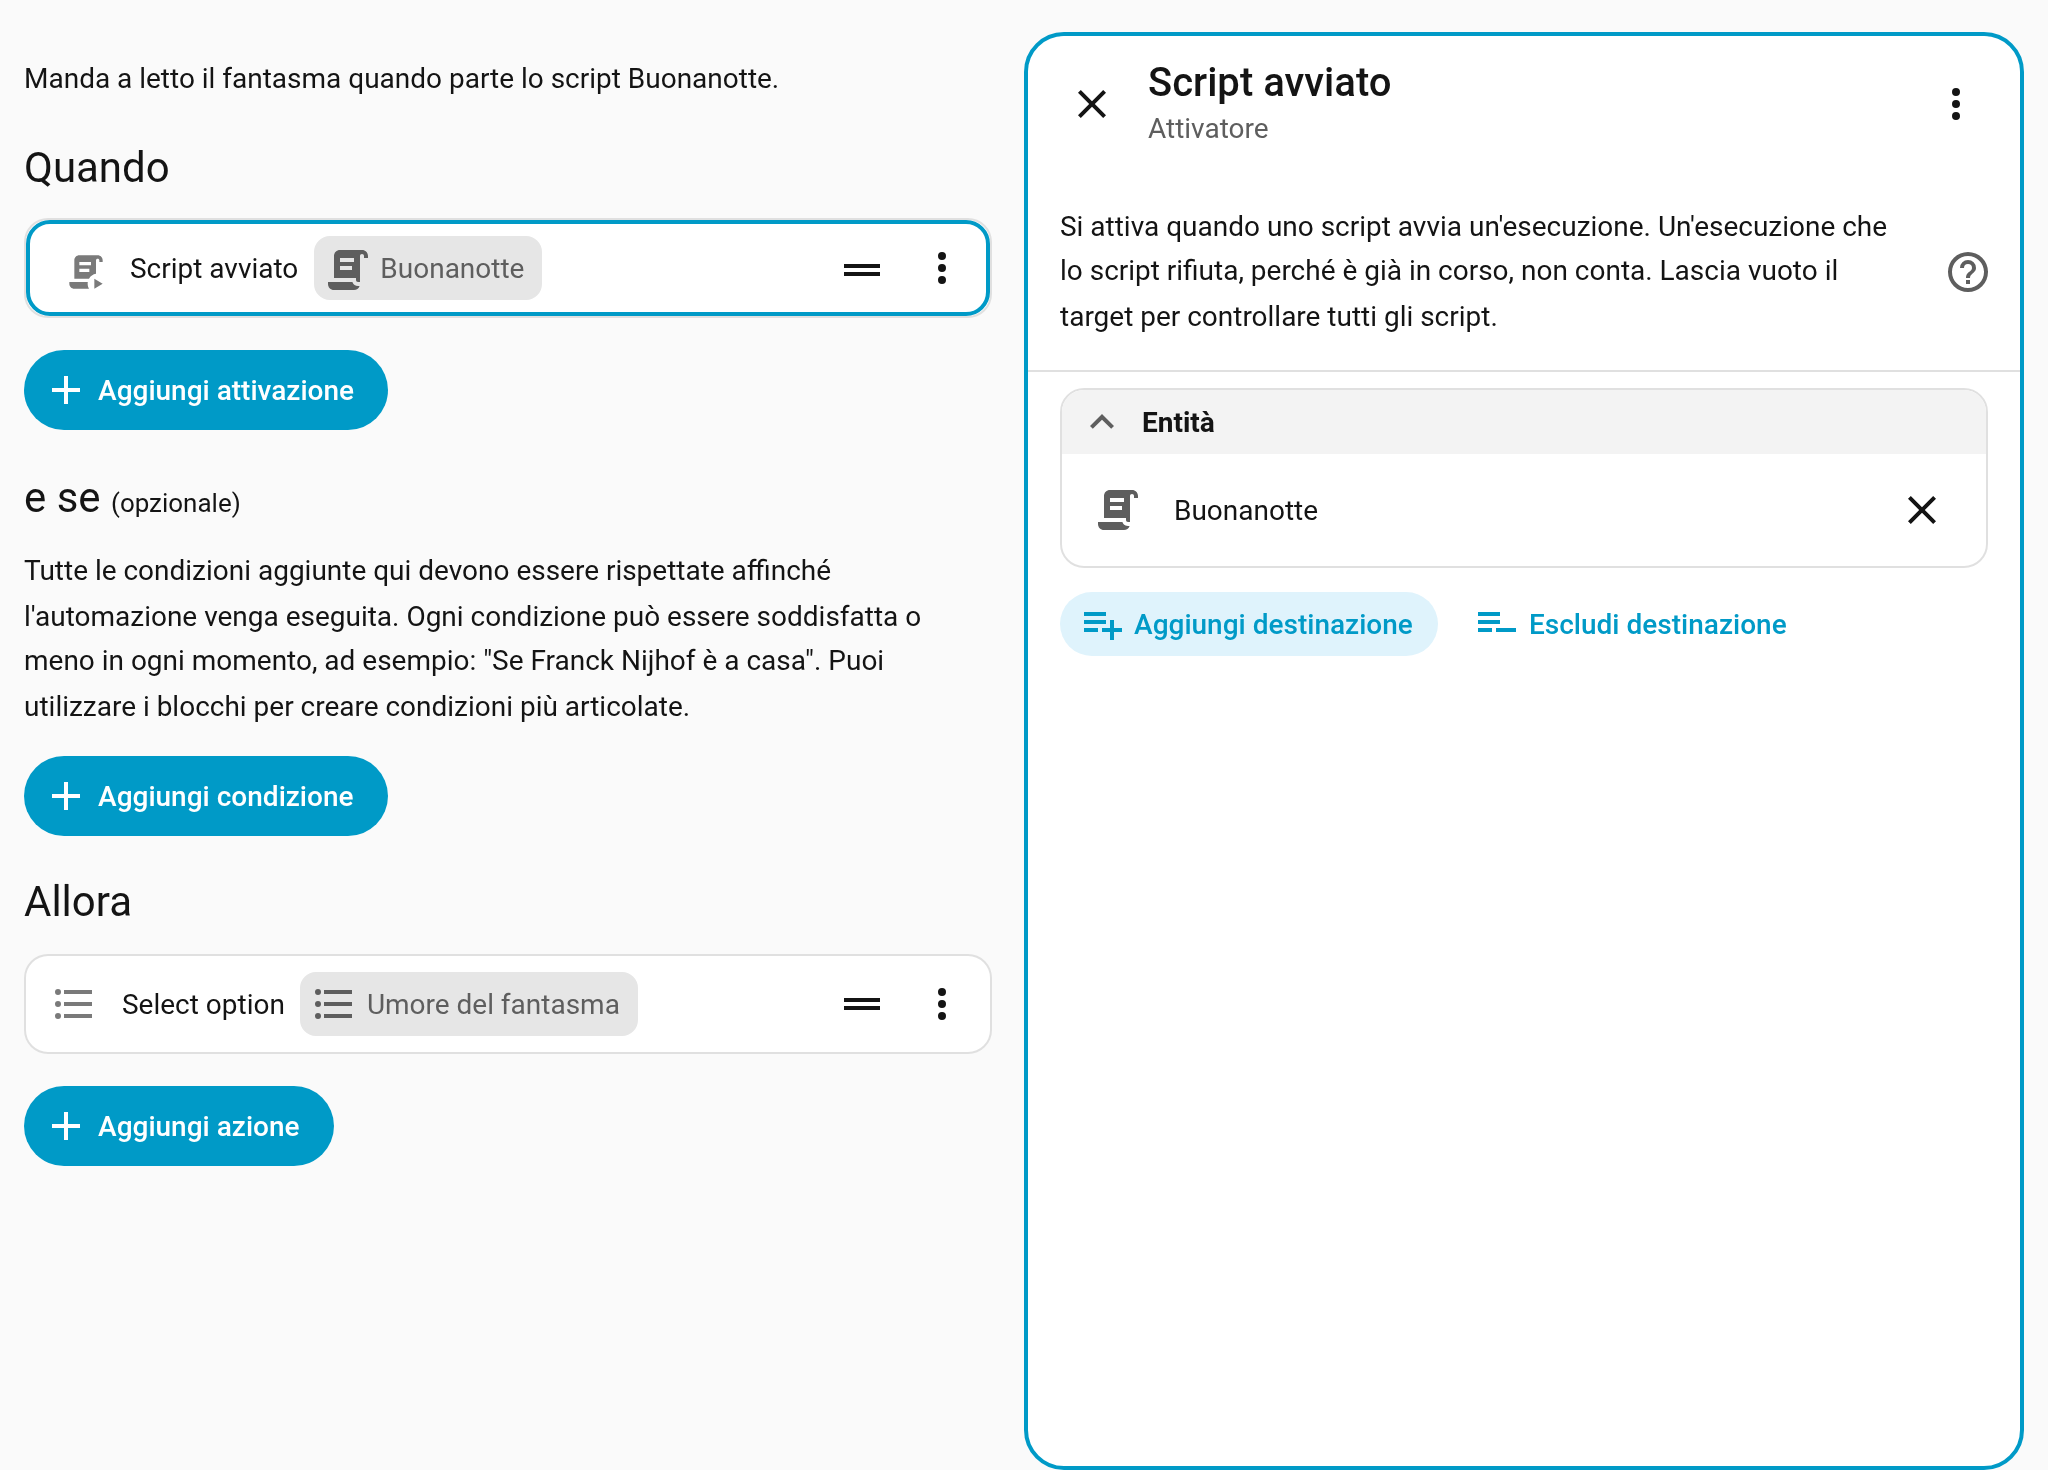 Manda a letto il fantasma quando parte lo script Buonanotte.
Quando
Script avviato Buonanotte
Aggiungi attivazione
e se (opzionale)
Tutte le condizioni aggiunte qui devono essere rispettate affinché
l'automazione venga eseguita. Ogni condizione può essere soddisfatta o
meno in ogni momento, ad esempio: "Se Franck Nijhof è a casa". Puoi
utilizzare i blocchi per creare condizioni più articolate.
Aggiungi condizione
Allora
Select option Umore del fantasma
Aggiungi azione
Script avviato
Attivatore
Si attiva quando uno script avvia un'esecuzione. Un'esecuzione che
lo script rifiuta, perché è già in corso, non conta. Lascia vuoto il
target per controllare tutti gli script.
Entità
Buonanotte
Aggiungi destinazione Escludi destinazione